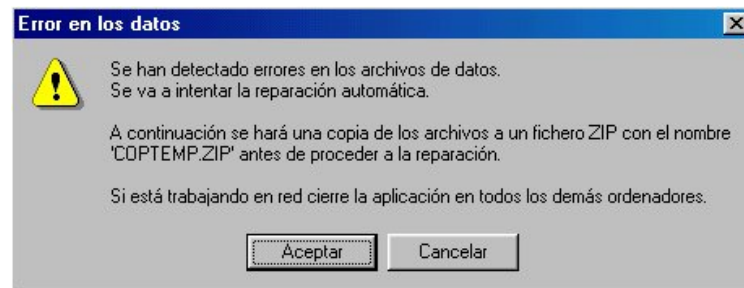 Error en los datos
Se han detectado errores en los archivos de datos.
Se va a intentar la reparación automática.
A continuación se hará una copia de los archivos a un fichero ZIP con el nombre
'COPTEMP.ZIP' antes de proceder a la reparación.
Si está trabajando en red cierre la aplicación en todos los demás ordenadores.
Aceptar
Cancelar